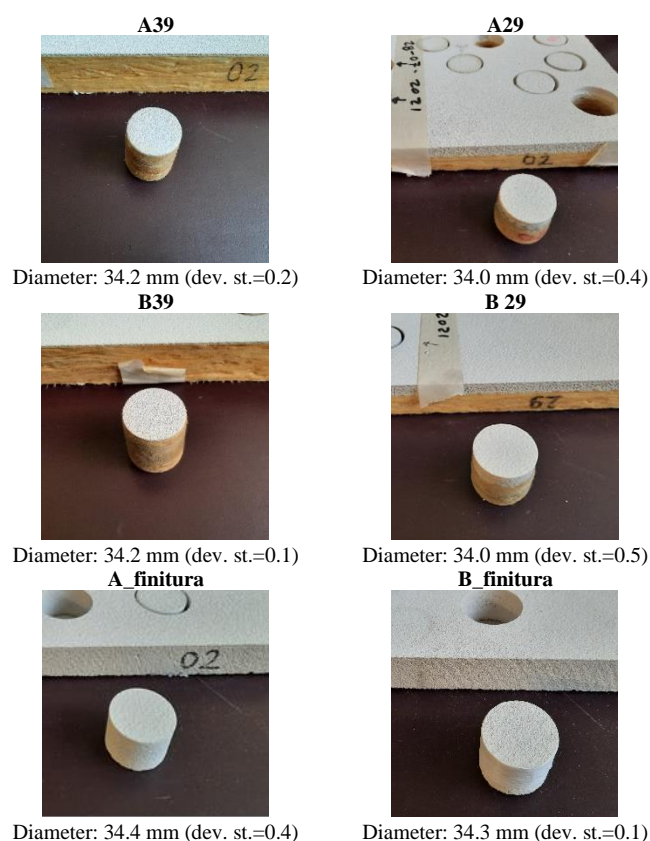 A39
A29
02
1202
02
Diameter: 34.2 mm (dev. st.=0.2)
Diameter: 34.0 mm (dev. st.=0.4)
B39
B 29
1202
Diameter: 34.2 mm (dev. st.=0.1)
Diameter: 34.0 mm (dev. st.=0.5)
A_finitura
B_finitura
02
Diameter: 34.4 mm (dev. st.=0.4)
Diameter: 34.3 mm (dev. st.=0.1)